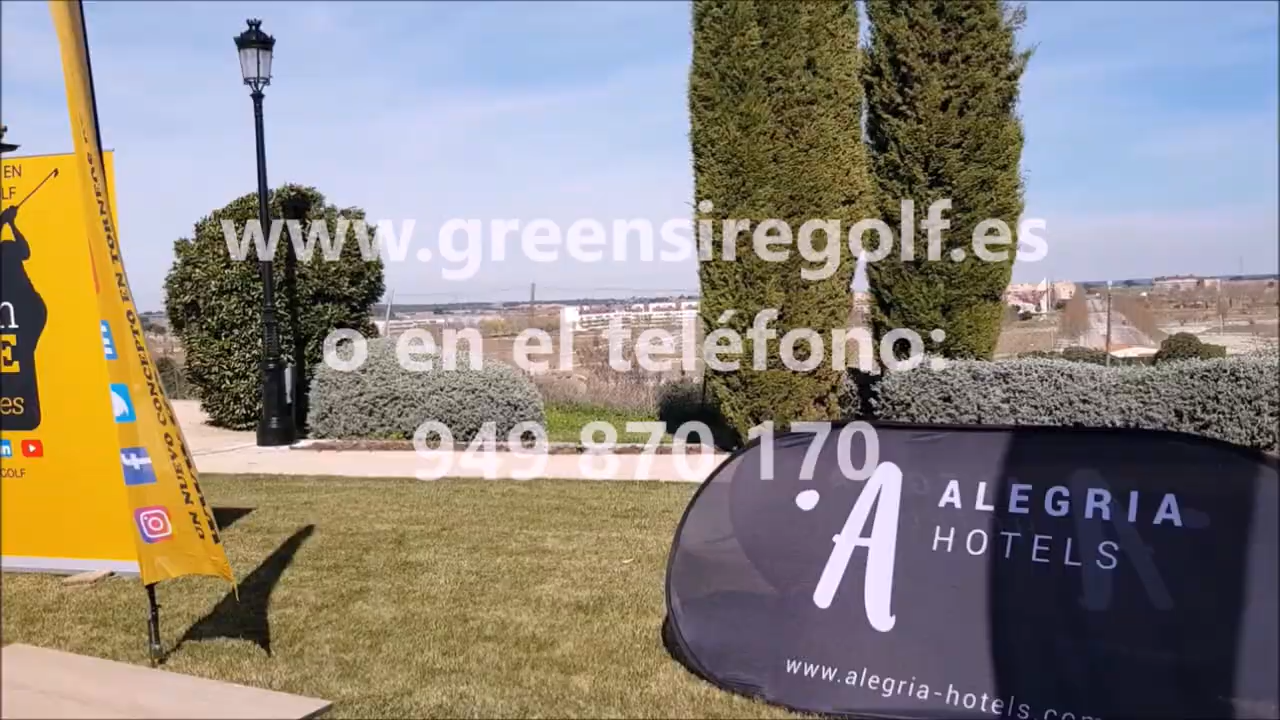 www.greensiregolf.es
o en el teléfono:
949 870 170
EN
LF
E
es
GOLF
UN NUEVO CONCEPTO EN TORNEOS
ALEGRIA
HOTELS
www.alegria-hotels.com